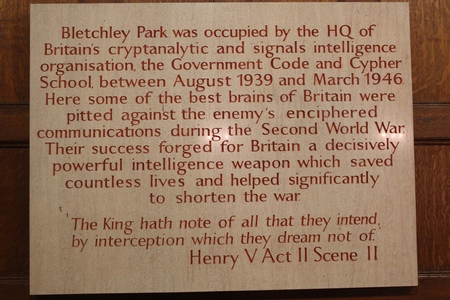 Bletchley Park was occupied by the HQ of
Britain's cryptanalytic and signals intelligence
organisation, the Government Code and Cypher
School, between August 1939 and March 1946.
Here some of the best brains of Britain were
pitted against the enemy's enciphered
communications during the Second World War.
Their success forged for Britain a decisively
powerful intelligence weapon which saved
countless lives and helped significantly
to shorten the war.
'The King hath note of all that they intend,
by interception which they dream not of.'
Henry V Act II Scene II